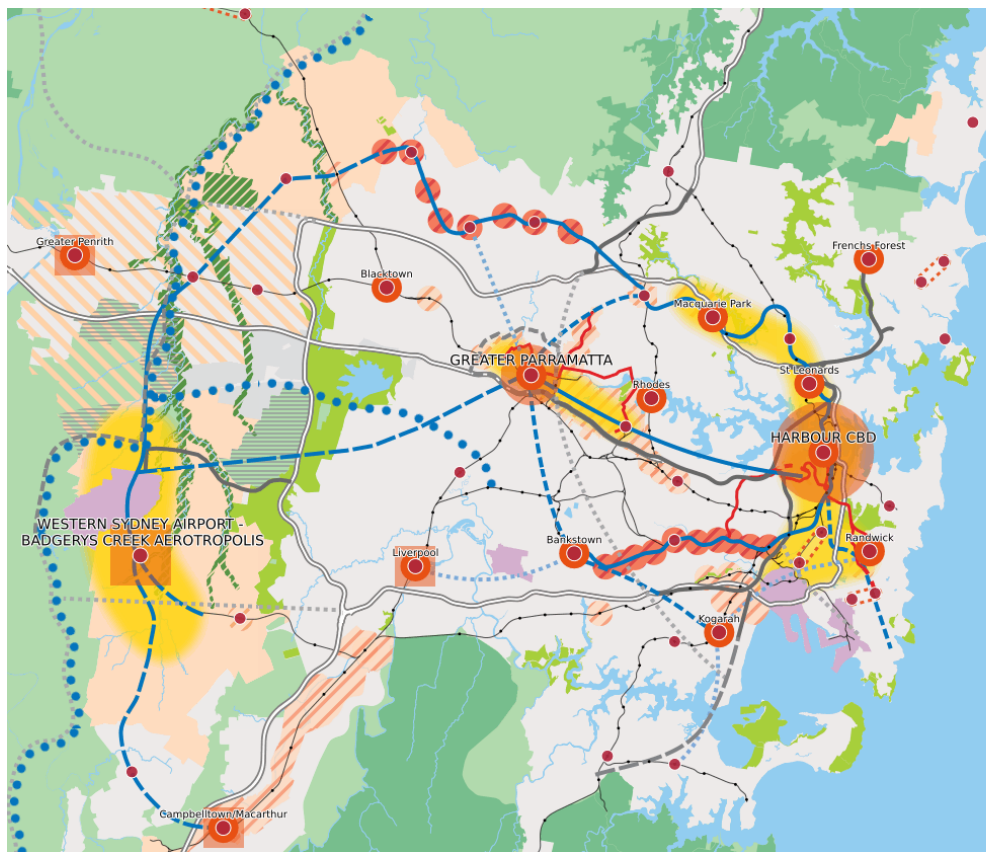 Greater Penrith
Blacktown
Frenchs Forest
Macquarie Park
GREATER PARRAMATTA
Rhodes
St Leonards
HARBOUR CBD
WESTERN SYDNEY AIRPORT -
BADGERYS CREEK AEROTROPOLIS
Liverpool
Bankstown
Randwick
Kogarah
Campbelltown/Macarthur